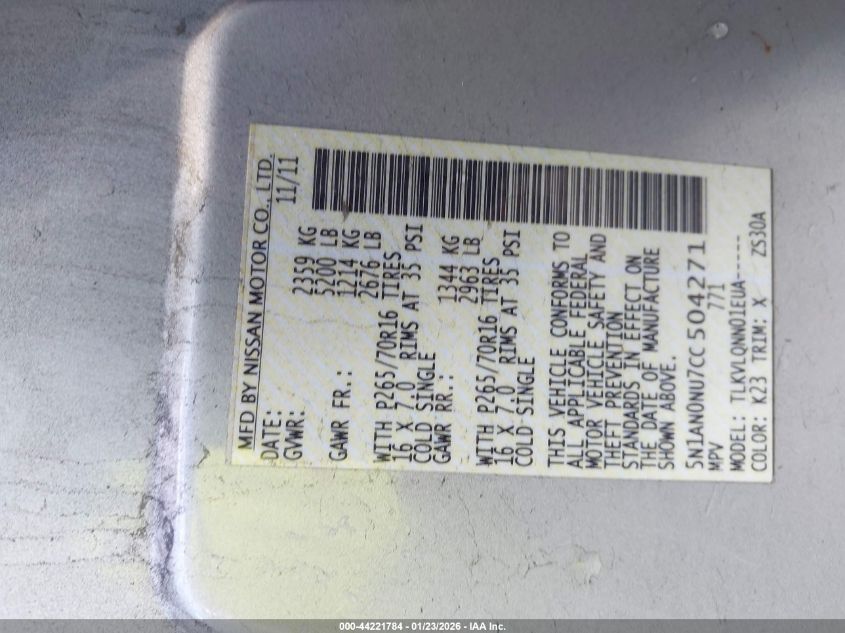 MFD BY NISSAN MOTOR CO., LTD.
DATE: 11/11
GVWR: 2359 KG
5200 LB
GAWR FR.: 1214 KG
2676 LB
WITH P265/70R16 TIRES
16 X 7.0 RIMS AT 35 PSI
COLD SINGLE
GAWR RR.: 1344 KG
2963 LB
WITH P265/70R16 TIRES
16 X 7.0 RIMS AT 35 PSI
COLD SINGLE
THIS VEHICLE CONFORMS TO
ALL APPLICABLE FEDERAL
MOTOR VEHICLE SAFETY AND
THEFT PREVENTION
STANDARDS IN EFFECT ON
THE DATE OF MANUFACTURE
SHOWN ABOVE.
5N1AN0NU7CC504271
MPV 771
MODEL: TLKVLQNNO1EUA-----
COLOR: K23 TRIM: X ZS30A
000-44221784 - 01/23/2026 - IAA Inc.